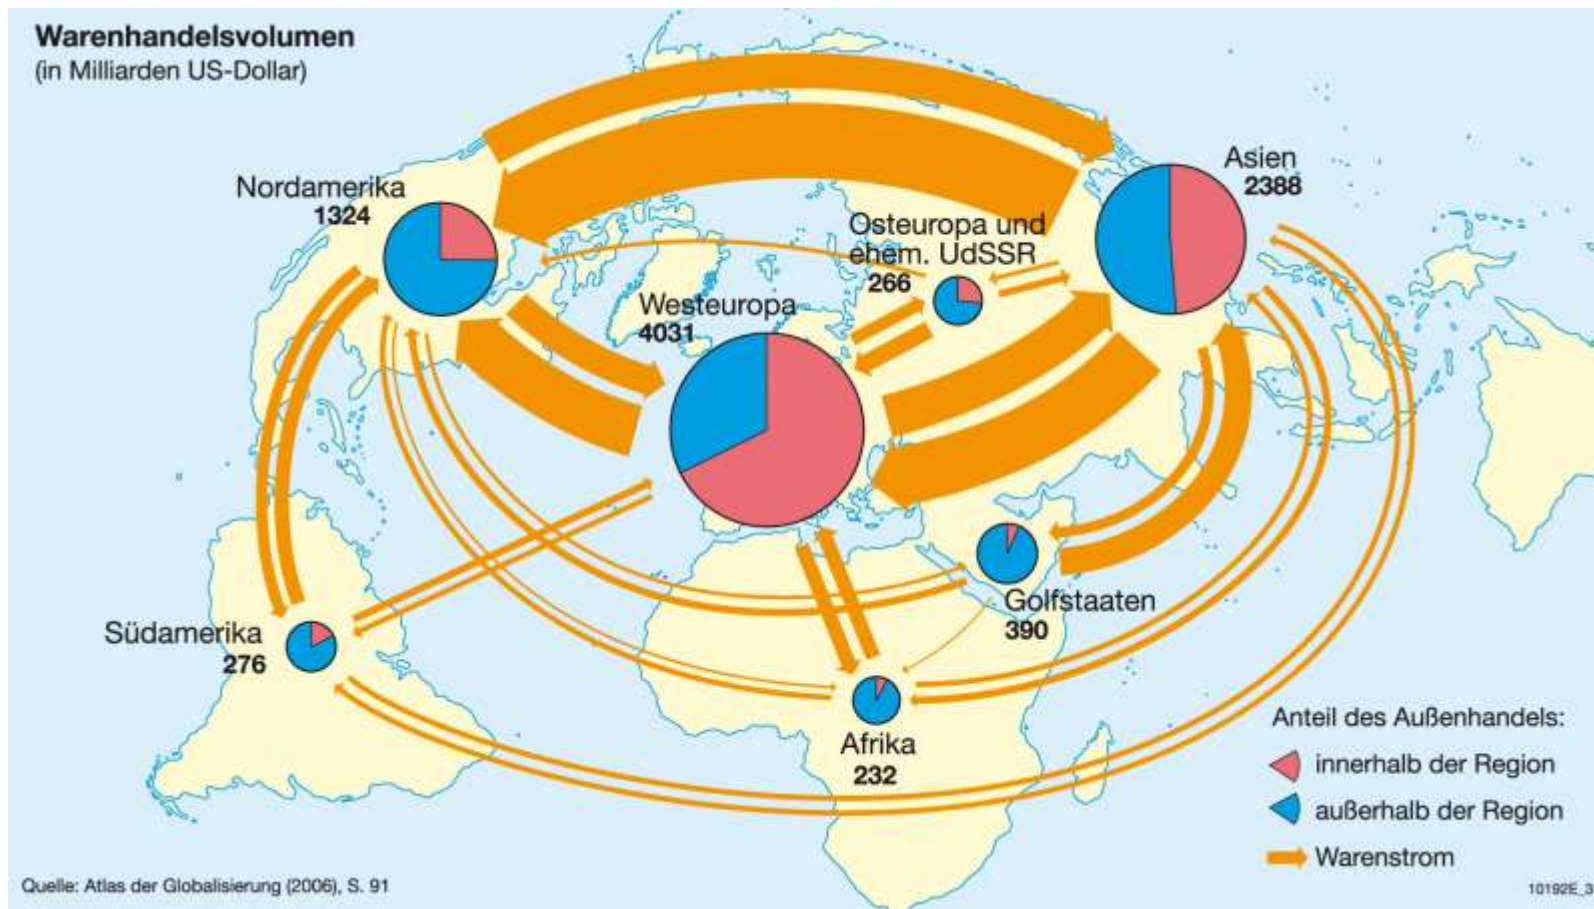 Warenhandelsvolumen
(in Milliarden US-Dollar)
Nordamerika
1324
Asien
2388
Osteuropa und
ehem. UdSSR
266
Westeuropa
4031
Südamerika
276
Golfstaaten
390
Afrika
232
Anteil des Außenhandels:
innerhalb der Region
außerhalb der Region
Warenstrom
Quelle: Atlas der Globalisierung (2006), S. 91
10192E_3